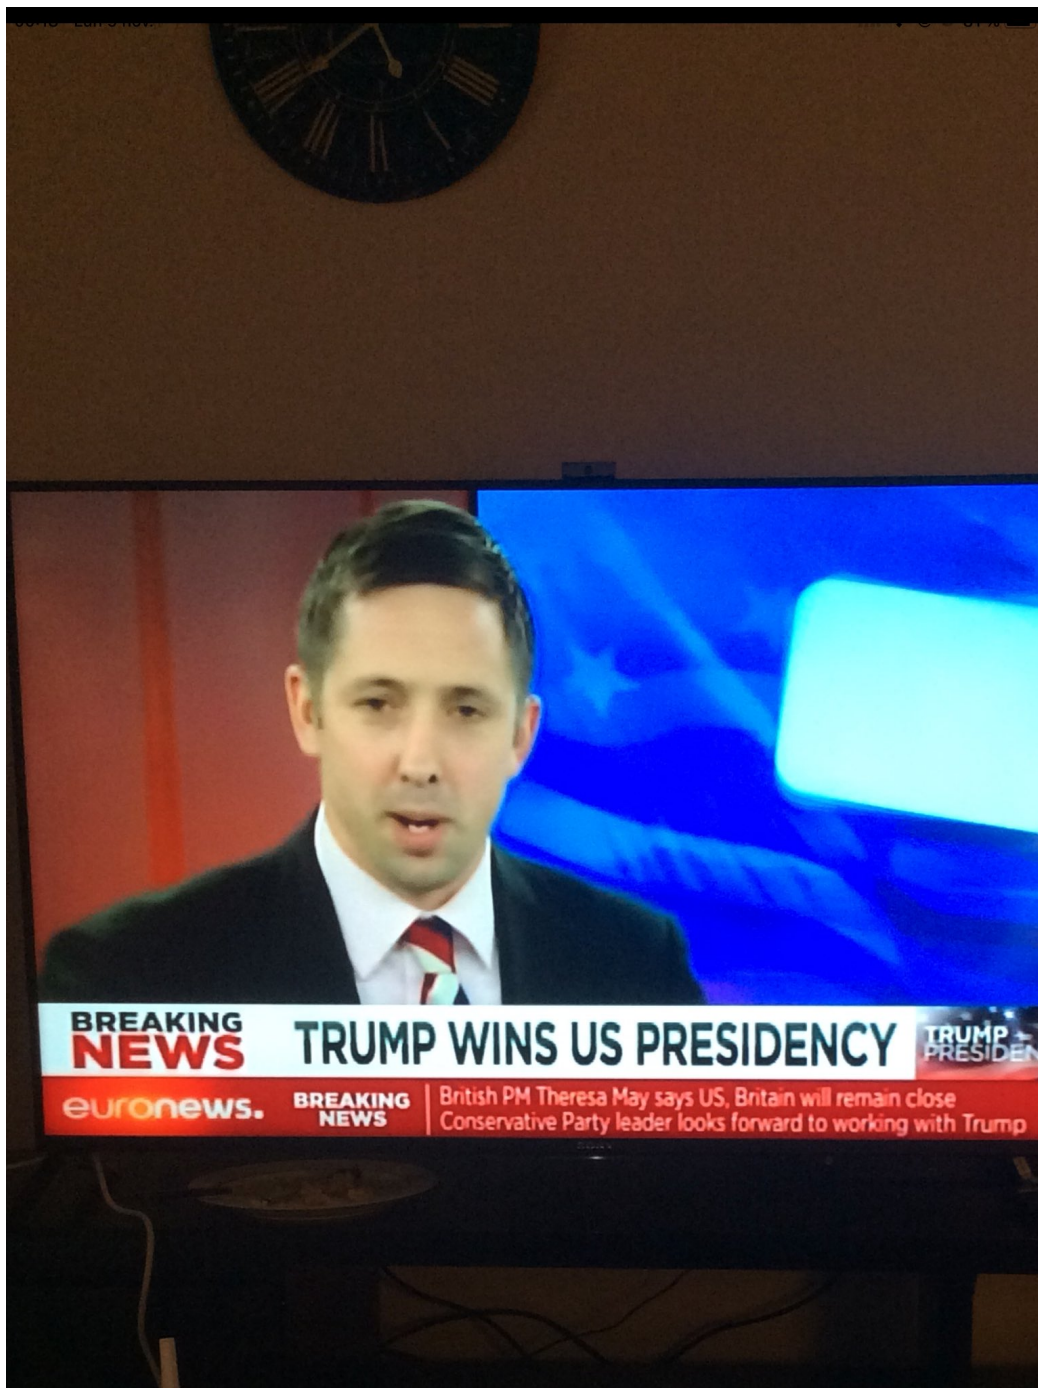 BREAKING
NEWS
TRUMP WINS US PRESIDENCY
TRUMP
euronews.
BREAKING
NEWS
British PM Theresa May says US, Britain will remain close
Conservative Party leader looks forward to working with Trump
SONY